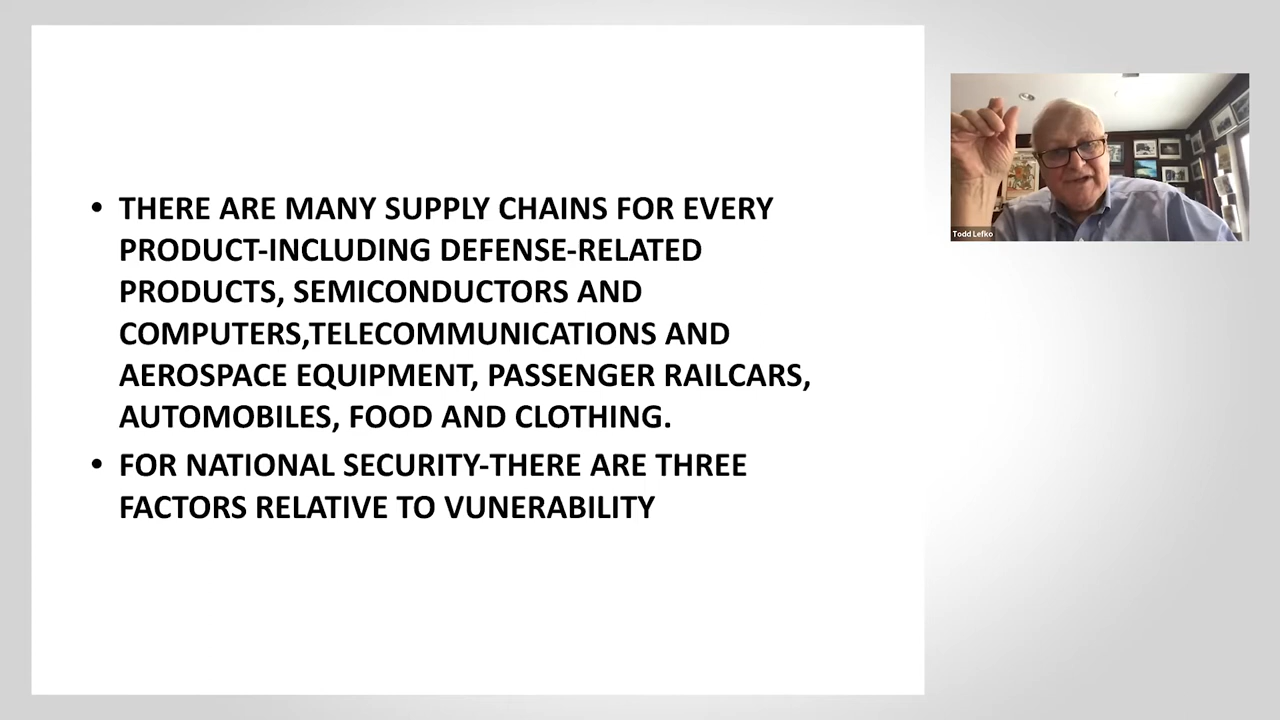 • THERE ARE MANY SUPPLY CHAINS FOR EVERY
PRODUCT-INCLUDING DEFENSE-RELATED
PRODUCTS, SEMICONDUCTORS AND
COMPUTERS,TELECOMMUNICATIONS AND
AEROSPACE EQUIPMENT, PASSENGER RAILCARS,
AUTOMOBILES, FOOD AND CLOTHING.
• FOR NATIONAL SECURITY-THERE ARE THREE
FACTORS RELATIVE TO VUNERABILITY
Todd Lefko